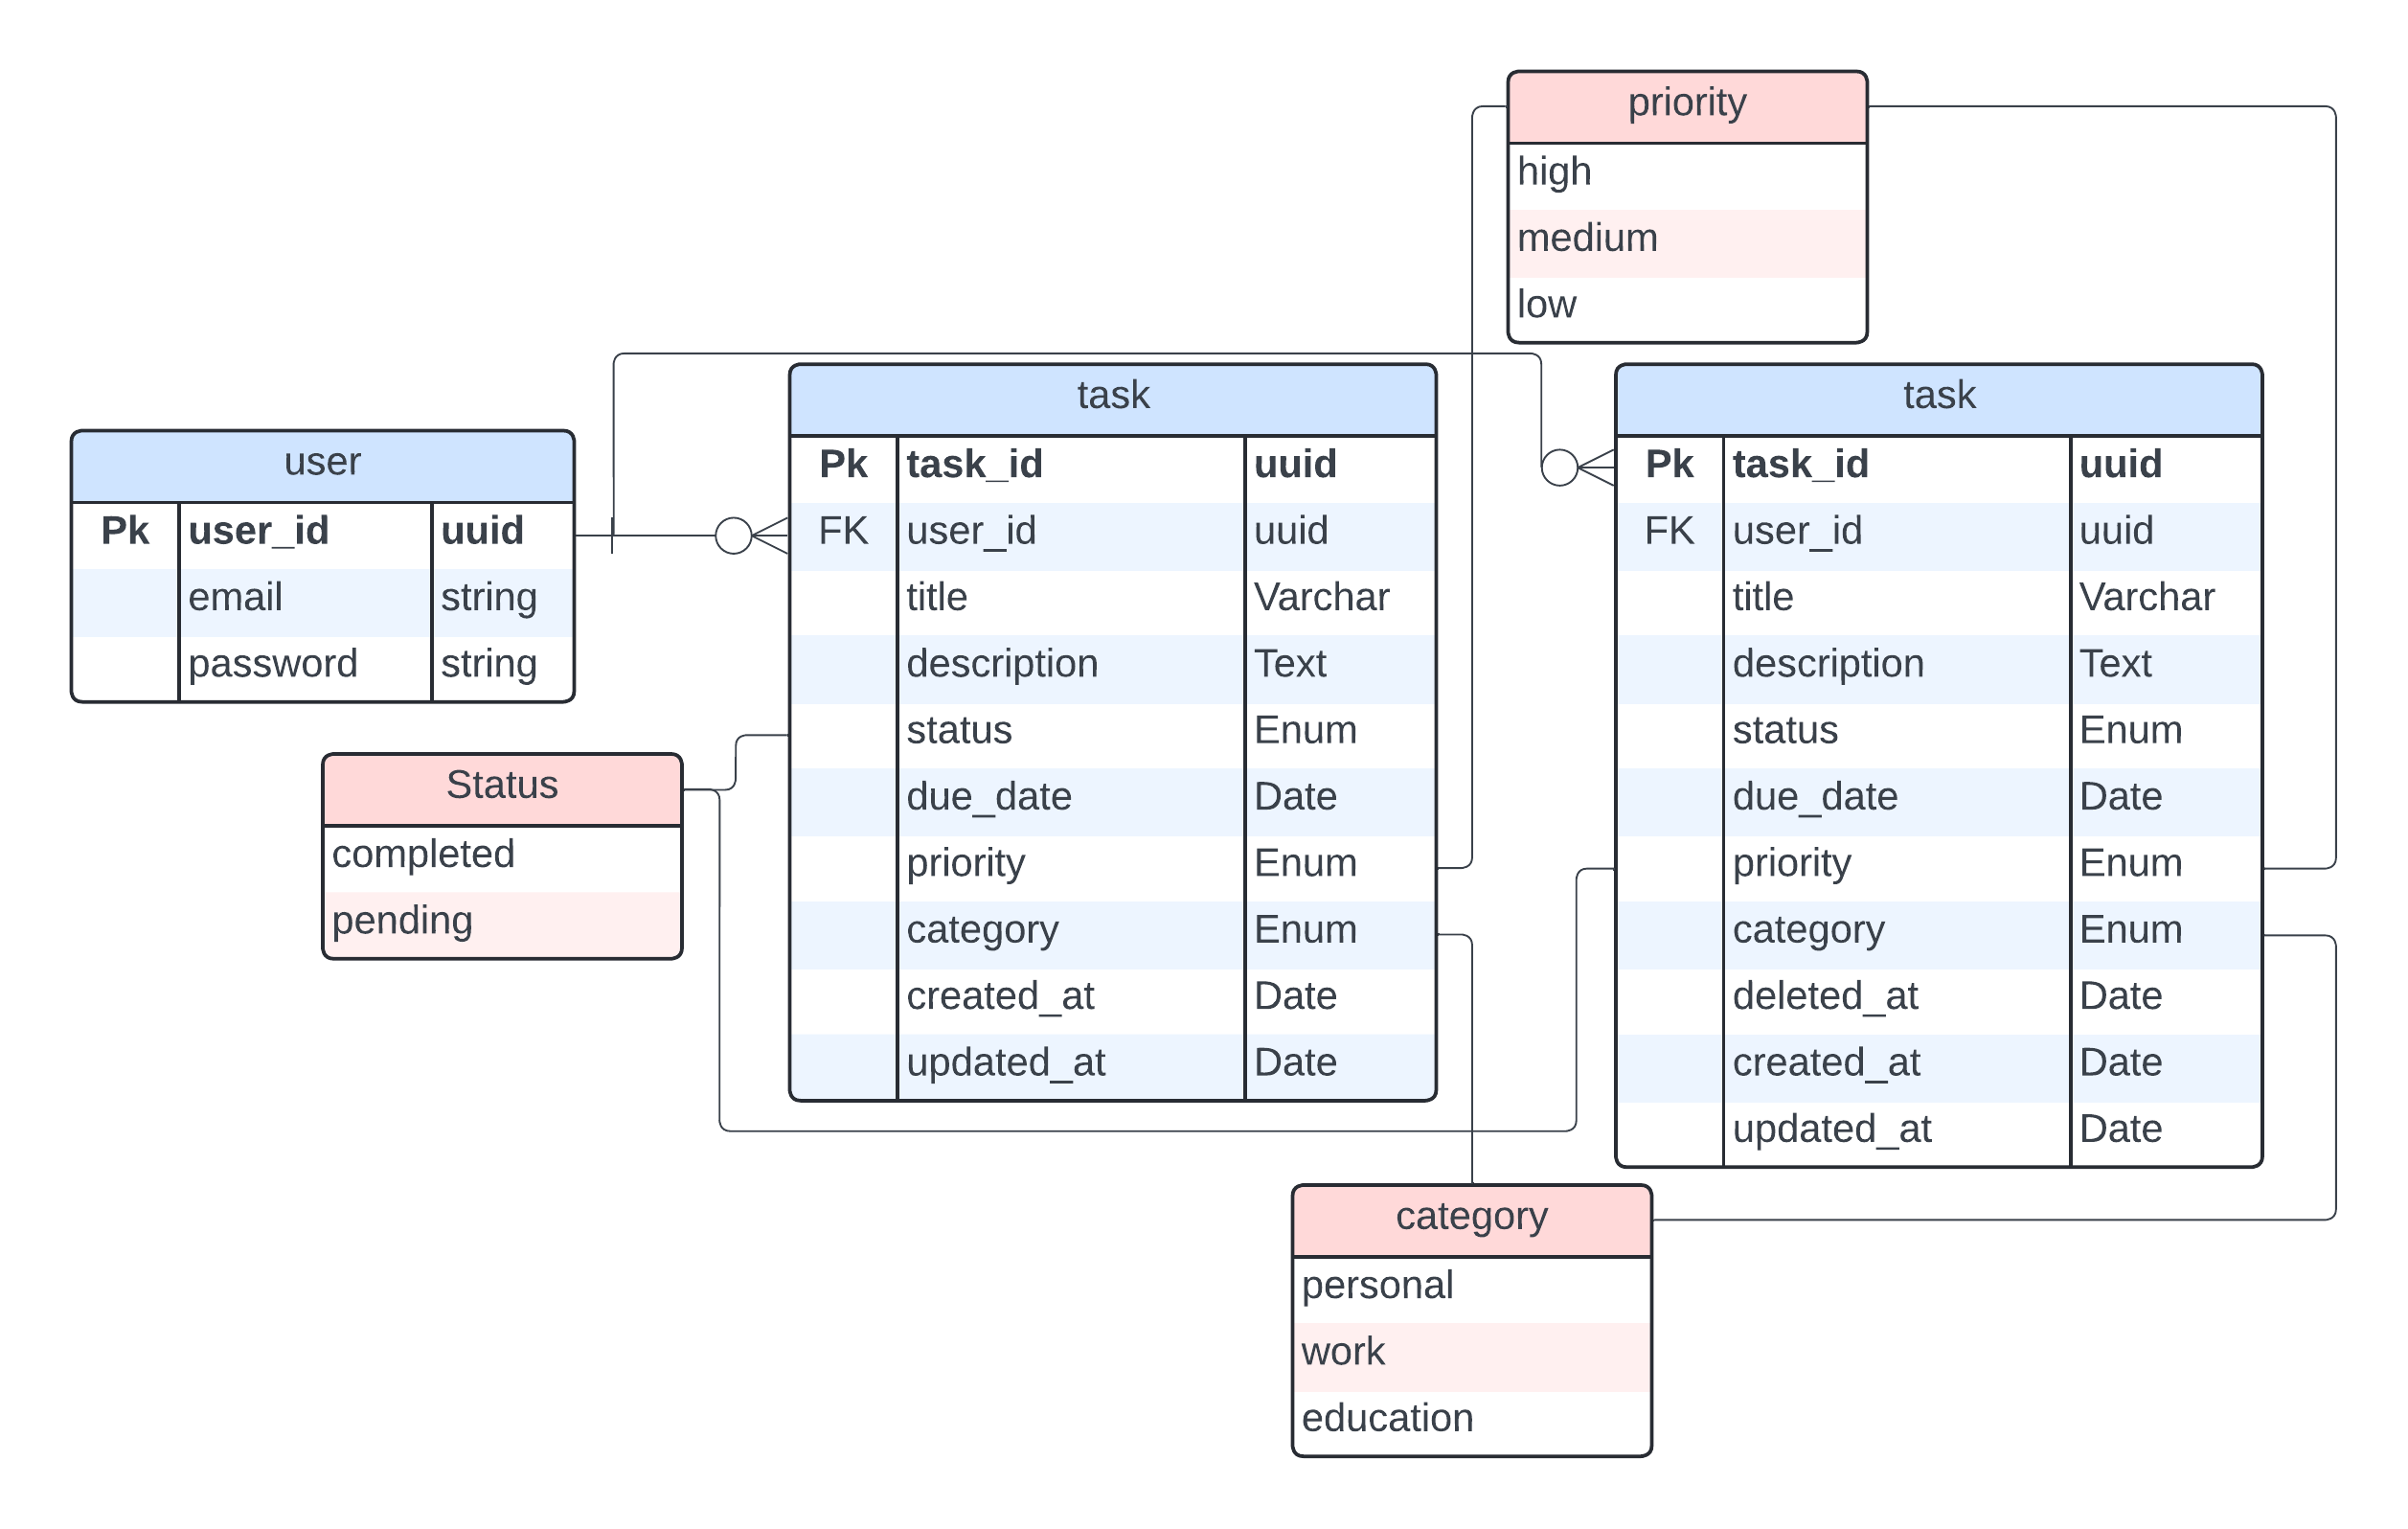 priority
high
medium
low
user
Pk user_id uuid
email string
password string
Status
completed
pending
task
Pk task_id uuid
FK user_id uuid
title Varchar
description Text
status Enum
due_date Date
priority Enum
category Enum
created_at Date
updated_at Date
task
Pk task_id uuid
FK user_id uuid
title Varchar
description Text
status Enum
due_date Date
priority Enum
category Enum
deleted_at Date
created_at Date
updated_at Date
category
personal
work
education